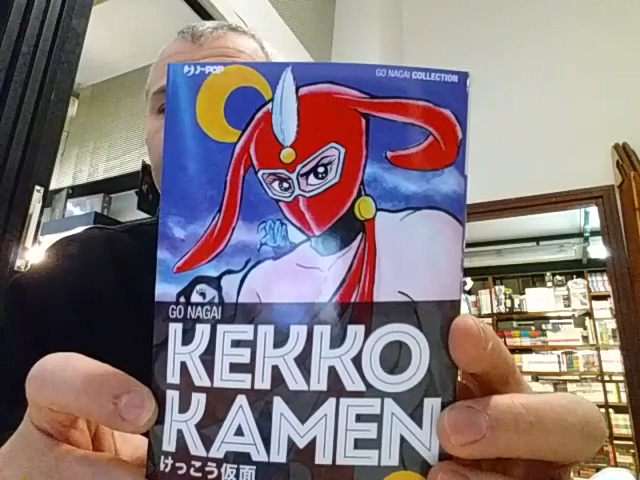 J-POP
GO NAGAI COLLECTION
GO NAGAI
KEKKO
KAMEN
けっこう仮面